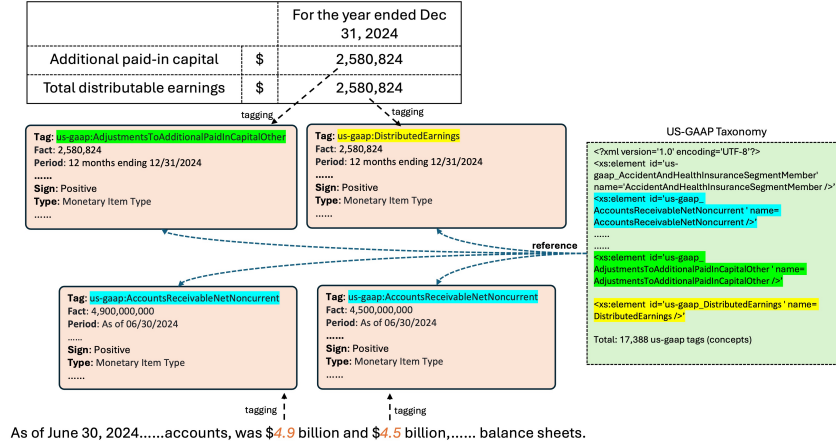 For the year ended Dec
31, 2024
Additional paid-in capital $ 2,580,824
Total distributable earnings $ 2,580,824
tagging
tagging
Tag: us-gaap:AdjustmentsToAdditionalPaidInCapitalOther
Fact: 2,580,824
Period: 12 months ending 12/31/2024
......
Sign: Positive
Type: Monetary Item Type
......
Tag: us-gaap:DistributedEarnings
Fact: 2,580,824
Period: 12 months ending 12/31/2024
......
Sign: Positive
Type: Monetary Item Type
......
US-GAAP Taxonomy
<?xml version='1.0' encoding='UTF-8'?>
<xs:element id='us-
gaap_AccidentAndHealthInsuranceSegmentMember'
name='AccidentAndHealthInsuranceSegmentMember />'
<xs:element id='us-gaap_
AccountsReceivableNetNoncurrent ' name=
AccountsReceivableNetNoncurrent />'
......
......
<xs:element id='us-gaap_
AdjustmentsToAdditionalPaidInCapitalOther ' name=
AdjustmentsToAdditionalPaidInCapitalOther />'
<xs:element id='us-gaap_DistributedEarnings ' name=
DistributedEarnings />'
Total: 17,388 us-gaap tags (concepts)
reference
Tag: us-gaap:AccountsReceivableNetNoncurrent
Fact: 4,900,000,000
Period: As of 06/30/2024
......
Sign: Positive
Type: Monetary Item Type
......
Tag: us-gaap:AccountsReceivableNetNoncurrent
Fact: 4,500,000,000
Period: As of 06/30/2024
......
Sign: Positive
Type: Monetary Item Type
......
tagging
tagging
As of June 30, 2024......accounts, was $4.9 billion and $4.5 billion,...... balance sheets.